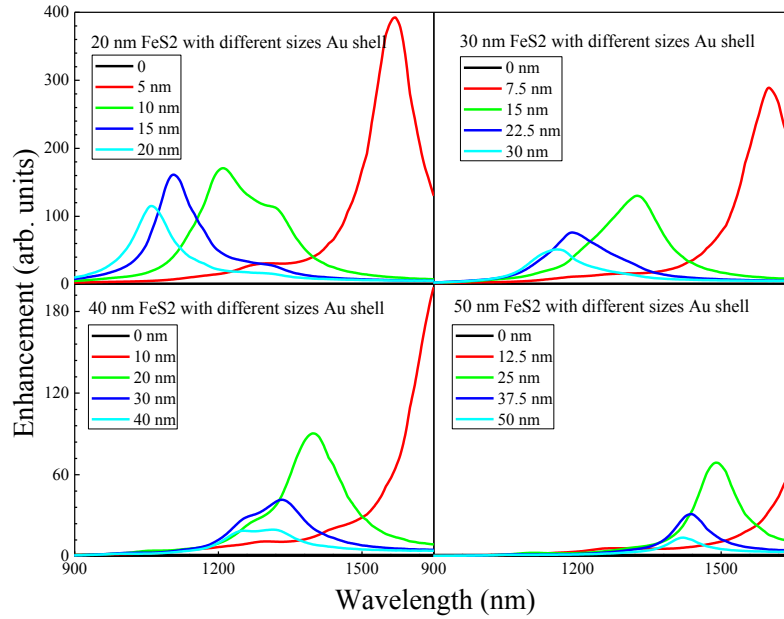 Enhancement (arb. units)
400
300
200
100
0
20 nm FeS2 with different sizes Au shell
0
5 nm
10 nm
15 nm
20 nm
30 nm FeS2 with different sizes Au shell
0 nm
7.5 nm
15 nm
22.5 nm
30 nm
180
120
60
0
40 nm FeS2 with different sizes Au shell
0 nm
10 nm
20 nm
30 nm
40 nm
50 nm FeS2 with different sizes Au shell
0 nm
12.5 nm
25 nm
37.5 nm
50 nm
900 1200 1500 900 1200 1500
Wavelength (nm)